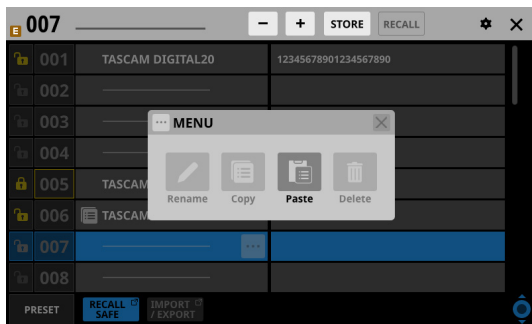 E 007
− + STORE RECALL
001 TASCAM DIGITAL20 12345678901234567890
002
003
004
MENU
005 TASCAM
Rename Copy Paste Delete
006 TASCAM
007
008
PRESET
RECALL SAFE
IMPORT / EXPORT